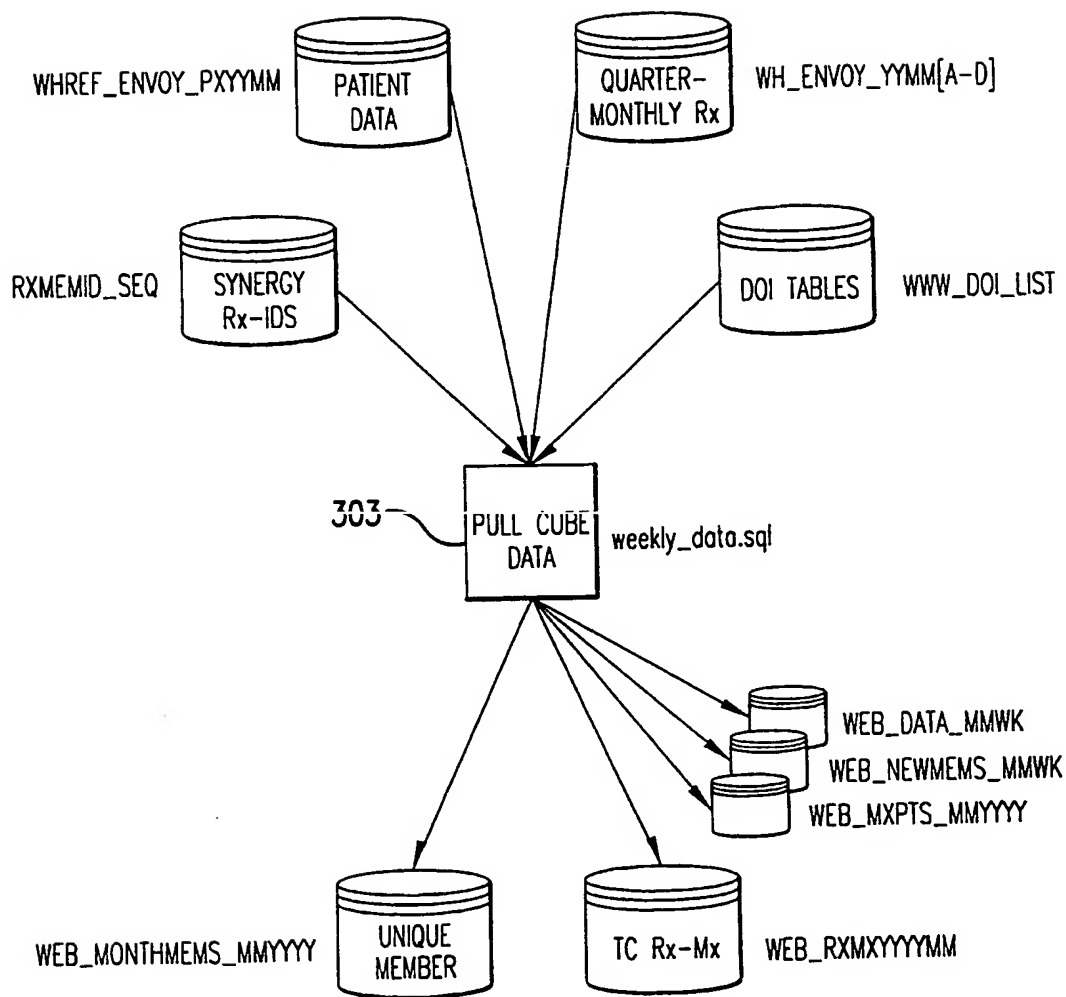 WHREF_ENVOY_PXYYMM
PATIENT
DATA
QUARTER-
MONTHLY Rx
WH_ENVOY_YYMM[A-D]
RXMEMID_SEQ
SYNERGY
Rx-IDS
DOI TABLES
WWW_DOI_LIST
303
PULL CUBE
DATA
weekly_data.sql
WEB_DATA_MMWK
WEB_NEWMEMS_MMWK
WEB_MXPTS_MMYYYY
WEB_MONTHMEMS_MMYYYY
UNIQUE
MEMBER
TC Rx-Mx
WEB_RXMXYYYYMM